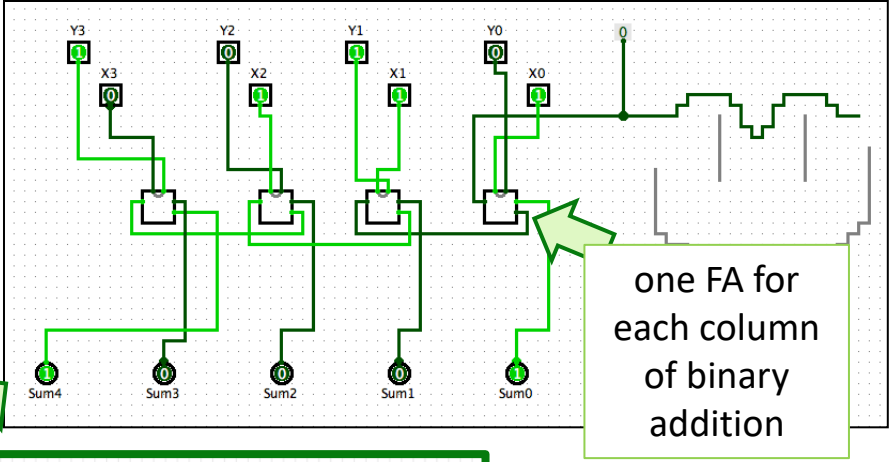 Y3 Y2 Y1 Y0 0
1 0 1 0
X3 X2 X1 X0
0 1 1 1
one FA for
each column
of binary
addition
1 0 0 0 1
Sum4 Sum3 Sum2 Sum1 Sum0